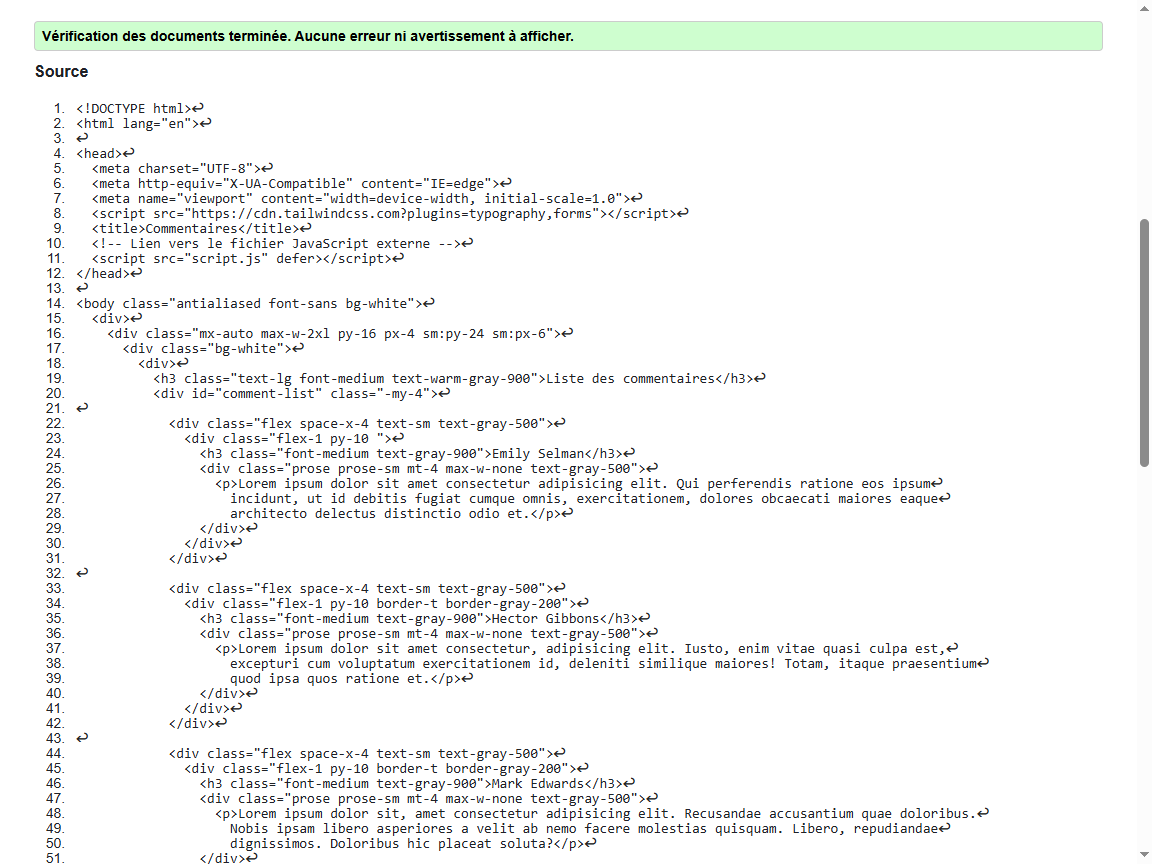 Vérification des documents terminée. Aucune erreur ni avertissement à afficher.
Source
1. <!DOCTYPE html>↩
2. <html lang="en">↩
3. ↩
4. <head>↩
5.   <meta charset="UTF-8">↩
6.   <meta http-equiv="X-UA-Compatible" content="IE=edge">↩
7.   <meta name="viewport" content="width=device-width, initial-scale=1.0">↩
8.   <script src="https://cdn.tailwindcss.com?plugins=typography,forms"></script>↩
9.   <title>Commentaires</title>↩
10.   <!-- Lien vers le fichier JavaScript externe -->↩
11.   <script src="script.js" defer></script>↩
12. </head>↩
13. ↩
14. <body class="antialiased font-sans bg-white">↩
15.   <div>↩
16.     <div class="mx-auto max-w-2xl py-16 px-4 sm:py-24 sm:px-6">↩
17.       <div class="bg-white">↩
18.         <div>↩
19.           <h3 class="text-lg font-medium text-warm-gray-900">Liste des commentaires</h3>↩
20.           <div id="comment-list" class="-my-4">↩
21. ↩
22.             <div class="flex space-x-4 text-sm text-gray-500">↩
23.               <div class="flex-1 py-10 ">↩
24.                 <h3 class="font-medium text-gray-900">Emily Selman</h3>↩
25.                 <div class="prose prose-sm mt-4 max-w-none text-gray-500">↩
26.                   <p>Lorem ipsum dolor sit amet consectetur adipisicing elit. Qui perferendis ratione eos ipsum↩
27.                     incidunt, ut id debitis fugiat cumque omnis, exercitationem, dolores obcaecati maiores eaque↩
28.                     architecto delectus distinctio odio et.</p>↩
29.                 </div>↩
30.               </div>↩
31.             </div>↩
32. ↩
33.             <div class="flex space-x-4 text-sm text-gray-500">↩
34.               <div class="flex-1 py-10 border-t border-gray-200">↩
35.                 <h3 class="font-medium text-gray-900">Hector Gibbons</h3>↩
36.                 <div class="prose prose-sm mt-4 max-w-none text-gray-500">↩
37.                   <p>Lorem ipsum dolor sit amet consectetur, adipisicing elit. Iusto, enim vitae quasi culpa est,↩
38.                     excepturi cum voluptatum exercitationem id, deleniti similique maiores! Totam, itaque praesentium↩
39.                     quod ipsa quos ratione et.</p>↩
40.                 </div>↩
41.               </div>↩
42.             </div>↩
43. ↩
44.             <div class="flex space-x-4 text-sm text-gray-500">↩
45.               <div class="flex-1 py-10 border-t border-gray-200">↩
46.                 <h3 class="font-medium text-gray-900">Mark Edwards</h3>↩
47.                 <div class="prose prose-sm mt-4 max-w-none text-gray-500">↩
48.                   <p>Lorem ipsum dolor sit, amet consectetur adipisicing elit. Recusandae accusantium quae doloribus.↩
49.                     Nobis ipsam libero asperiores a velit ab nemo facere molestias quisquam. Libero, repudiandae↩
50.                     dignissimos. Doloribus hic placeat soluta?</p>↩
51.                 </div>↩